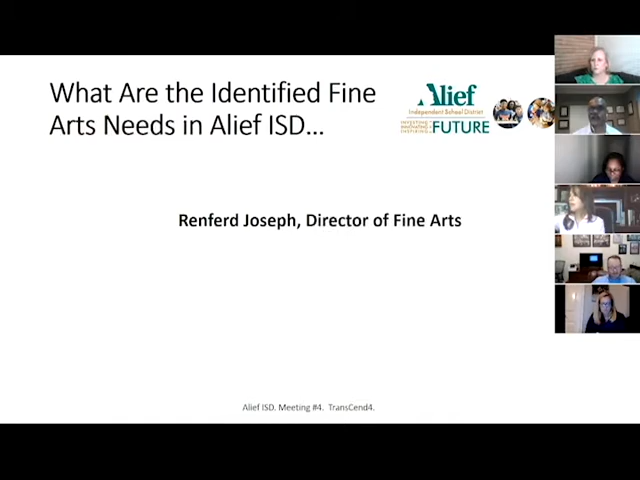 What Are the Identified Fine
Arts Needs in Alief ISD...
Alief
Independent School District
INVESTING
INNOVATING
INSPIRING
FUTURE
Renferd Joseph, Director of Fine Arts
Alief ISD. Meeting #4. TransCend4.